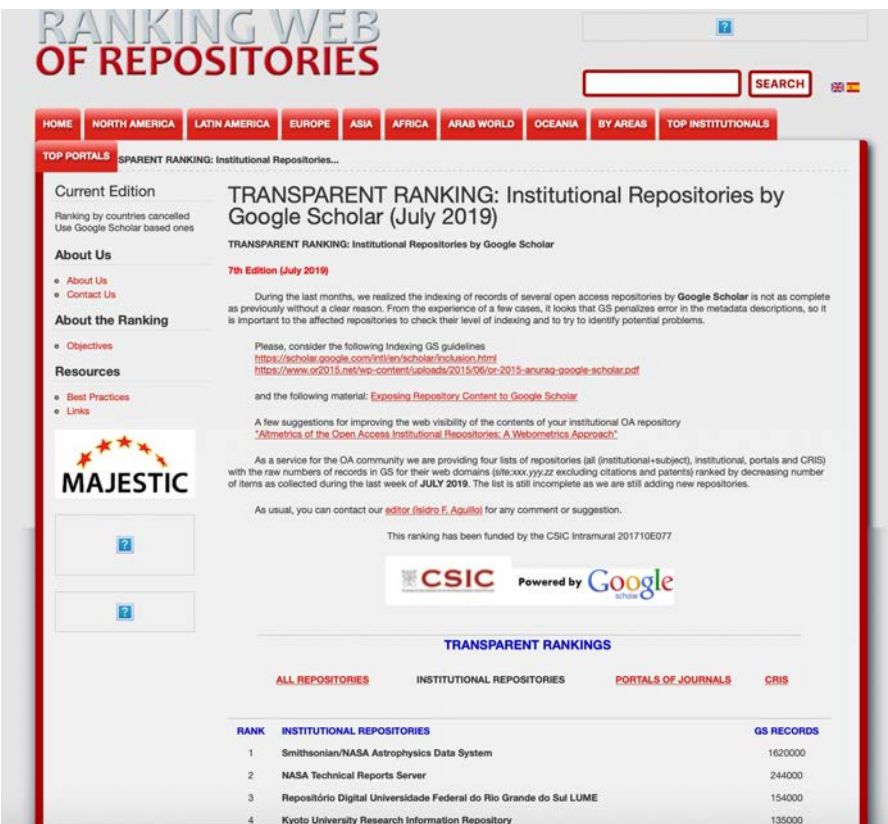 RANKING WEB
OF REPOSITORIES
SEARCH
HOME NORTH AMERICA LATIN AMERICA EUROPE ASIA AFRICA ARAB WORLD OCEANIA BY AREAS TOP INSTITUTIONALS
TOP PORTALS SPARENT RANKING: Institutional Repositories...
Current Edition
Ranking by countries cancelled
Use Google Scholar based ones
About Us
About Us
Contact Us
About the Ranking
Objectives
Resources
Best Practices
Links
MAJESTIC
TRANSPARENT RANKING: Institutional Repositories by
Google Scholar (July 2019)
TRANSPARENT RANKING: Institutional Repositories by Google Scholar
7th Edition (July 2019)
During the last months, we realized the indexing of records of several open access repositories by Google Scholar is not as complete
as previously without a clear reason. From the experience of a few cases, it looks that GS penalizes error in the metadata descriptions, so it
is important to the affected repositories to check their level of indexing and to try to identify potential problems.
Please, consider the following Indexing GS guidelines
https://scholar.google.com/intl/en/scholar/inclusion.html
https://www.or2015.net/wp-content/uploads/2015/06/or-2015-anurag-google-scholar.pdf
and the following material: Exposing Repository Content to Google Scholar
A few suggestions for improving the web visibility of the contents of your institutional OA repository
"Altmetrics of the Open Access Institutional Repositories: A Webometrics Approach"
As a service for the OA community we are providing four lists of repositories (all (institutional+subject), institutional, portals and CRIS)
with the raw numbers of records in GS for their web domains (site:xxx.yyy.zz excluding citations and patents) ranked by decreasing number
of items as collected during the last week of JULY 2019. The list is still incomplete as we are still adding new repositories.
As usual, you can contact our editor (Isidro F. Aguillo) for any comment or suggestion.
This ranking has been funded by the CSIC Intramural 201710E077
CSIC Powered by Google
scholar
TRANSPARENT RANKINGS
ALL REPOSITORIES INSTITUTIONAL REPOSITORIES PORTALS OF JOURNALS CRIS
RANK INSTITUTIONAL REPOSITORIES GS RECORDS
1 Smithsonian/NASA Astrophysics Data System 1620000
2 NASA Technical Reports Server 244000
3 Repositório Digital Universidade Federal do Rio Grande do Sul LUME 154000
4 Kyoto University Research Information Repository 135000